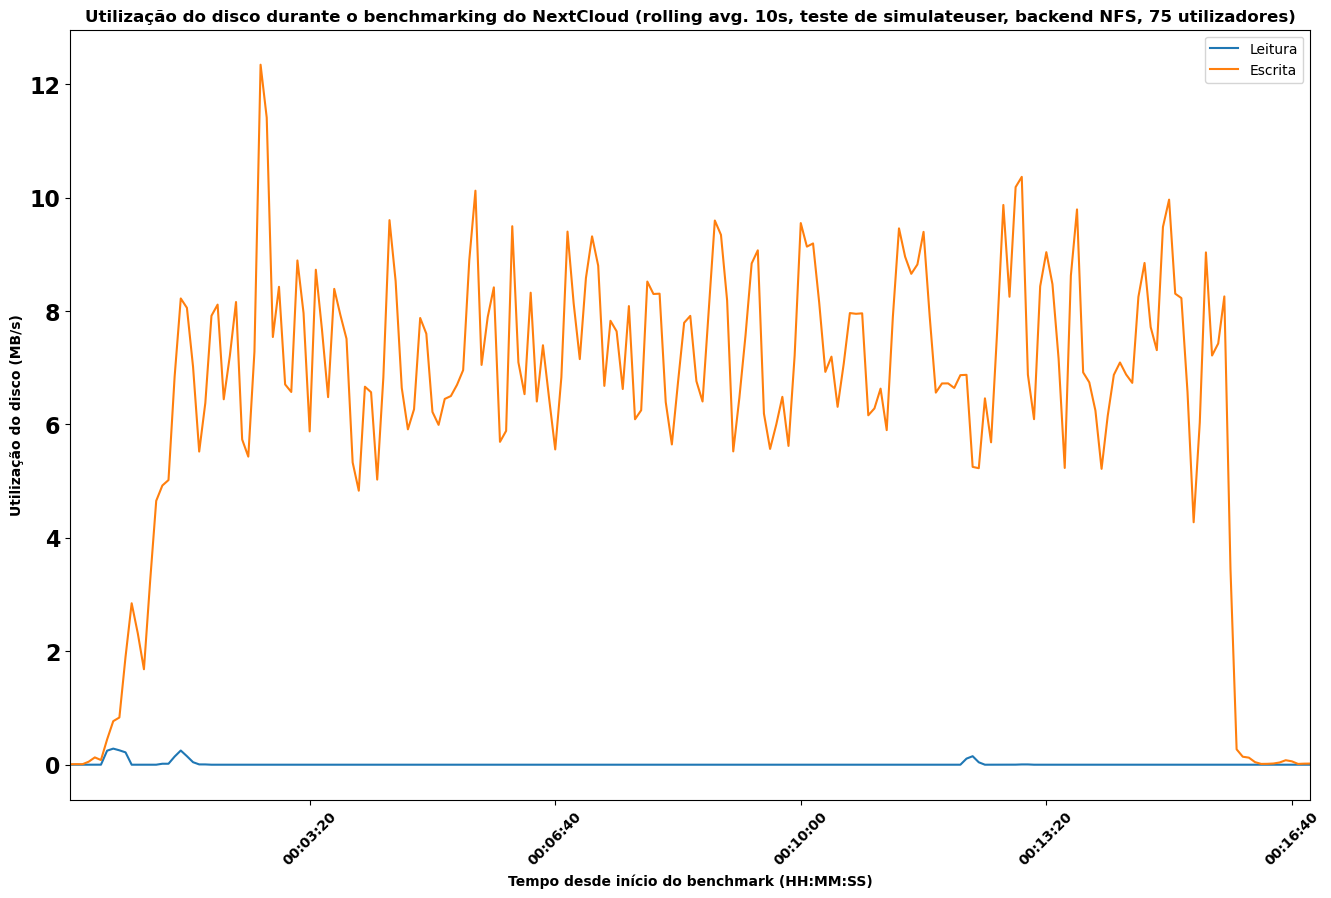 Utilização do disco durante o benchmarking do NextCloud (rolling avg. 10s, teste de simulateuser, backend NFS, 75 utilizadores)
Leitura
Escrita
Utilização do disco (MB/s)
12
10
8
6
4
2
0
00:03:20
00:06:40
00:10:00
00:13:20
00:16:40
Tempo desde início do benchmark (HH:MM:SS)